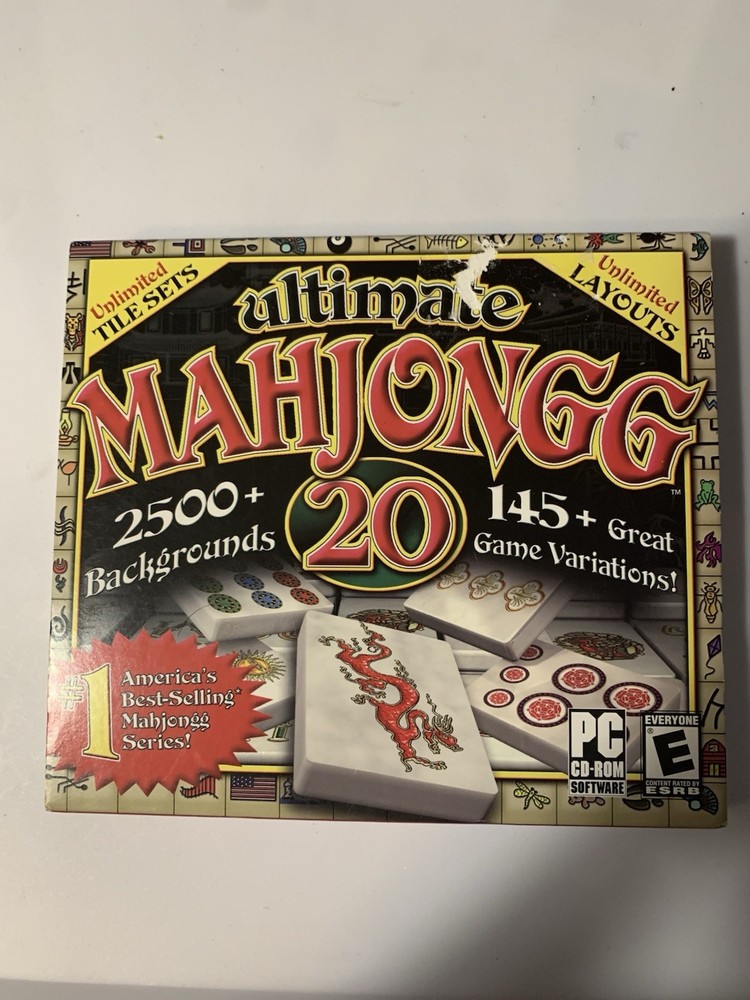 Unlimited
TILE SETS
Unlimited
LAYOUTS
ultimate
MAHJONGG
™
20
2500+
Backgrounds
145+ Great
Game Variations!
#1
America's
Best-Selling*
Mahjongg
Series!
PC
CD-ROM
SOFTWARE
EVERYONE
E
CONTENT RATED BY
ESRB